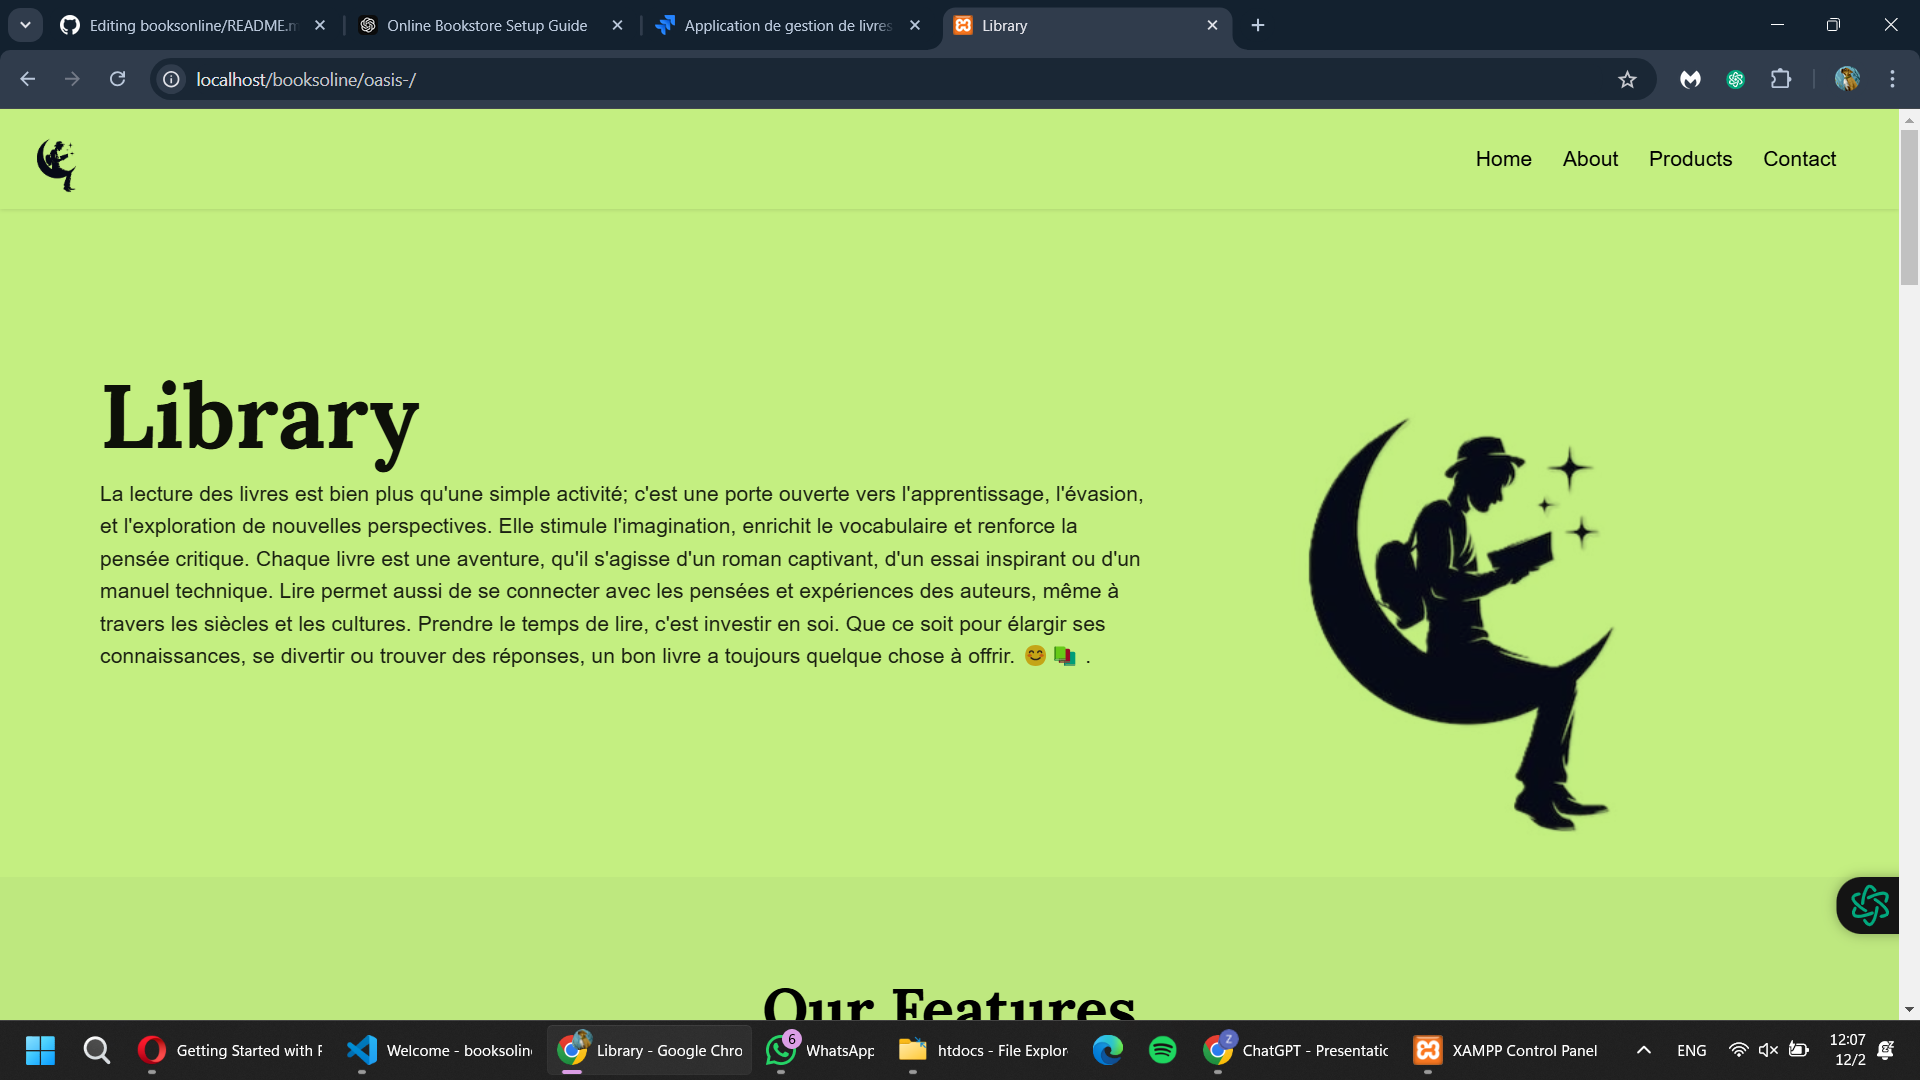 Editing booksonline/README.m
Online Bookstore Setup Guide
Application de gestion de livres
Library
localhost/booksoline/oasis-/
Home About Products Contact
Library
La lecture des livres est bien plus qu'une simple activité; c'est une porte ouverte vers l'apprentissage, l'évasion,
et l'exploration de nouvelles perspectives. Elle stimule l'imagination, enrichit le vocabulaire et renforce la
pensée critique. Chaque livre est une aventure, qu'il s'agisse d'un roman captivant, d'un essai inspirant ou d'un
manuel technique. Lire permet aussi de se connecter avec les pensées et expériences des auteurs, même à
travers les siècles et les cultures. Prendre le temps de lire, c'est investir en soi. Que ce soit pour élargir ses
connaissances, se divertir ou trouver des réponses, un bon livre a toujours quelque chose à offrir. 😊 📚 .
Our Features
Getting Started with F
Welcome - booksolin
Library - Google Chro
6
WhatsApp
htdocs - File Explor
Z
ChatGPT - Presentatic
XAMPP Control Panel
ENG
12:07
12/2